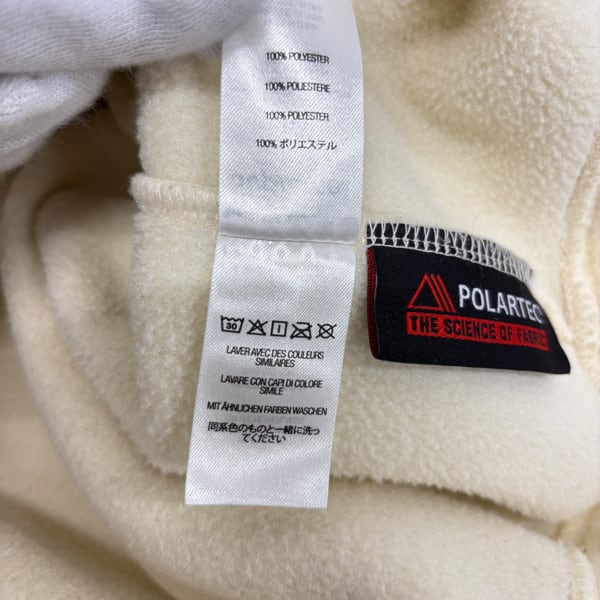 100% POLYESTER
100% POLIESTERE
100% POLYESTER
100% ポリエステル
30
LAVER AVEC DES COULEURS
SIMILAIRES
LAVARE CON CAPI DI COLORE
SIMILE
MIT ÄHNLICHEN FARBEN WASCHEN
同系色のものと一緒に洗っ
てください
POLARTEC
THE SCIENCE OF FABRIC